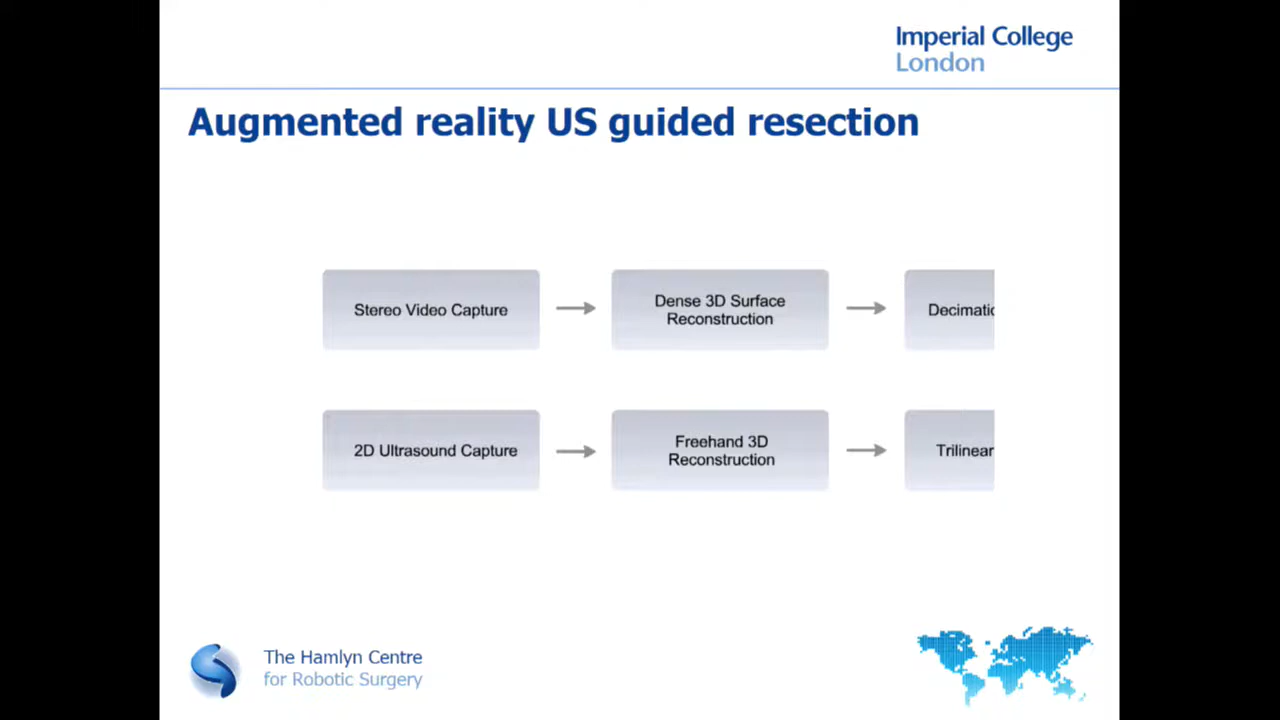 Imperial College
London
Augmented reality US guided resection
Stereo Video Capture
Dense 3D Surface
Reconstruction
2D Ultrasound Capture
Freehand 3D
Reconstruction
Trilinear
The Hamlyn Centre
for Robotic Surgery